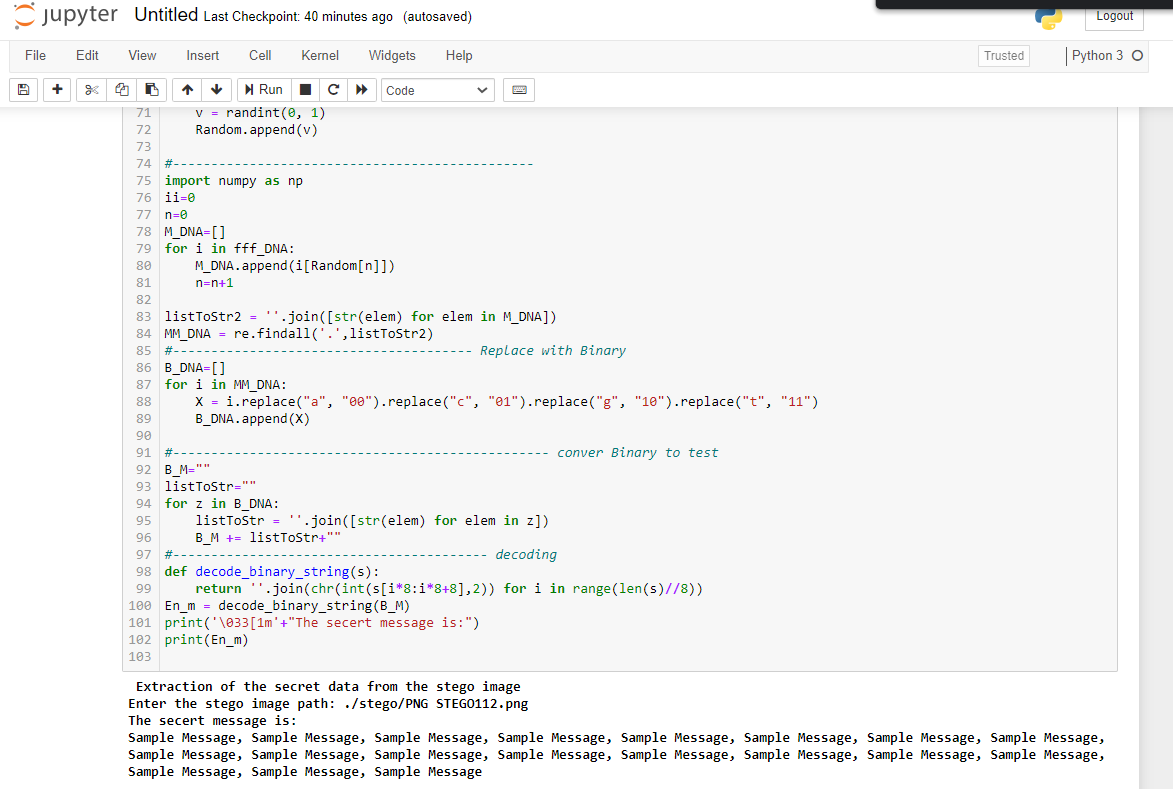 jupyter Untitled Last Checkpoint: 40 minutes ago (autosaved) Logout
File Edit View Insert Cell Kernel Widgets Help Trusted Python 3
Run Code
71     v = randint(0, 1)
72     Random.append(v)
73
74 #-----------------------------------------------
75 import numpy as np
76 ii=0
77 n=0
78 M_DNA=[]
79 for i in fff_DNA:
80     M_DNA.append(i[Random[n]])
81     n=n+1
82
83 listToStr2 = ''.join([str(elem) for elem in M_DNA])
84 MM_DNA = re.findall('.',listToStr2)
85 #--------------------------------------- Replace with Binary
86 B_DNA=[]
87 for i in MM_DNA:
88     X = i.replace("a", "00").replace("c", "01").replace("g", "10").replace("t", "11")
89     B_DNA.append(X)
90
91 #------------------------------------------------- conver Binary to test
92 B_M=""
93 listToStr=""
94 for z in B_DNA:
95     listToStr = ''.join([str(elem) for elem in z])
96     B_M += listToStr+""
97 #----------------------------------------- decoding
98 def decode_binary_string(s):
99     return ''.join(chr(int(s[i*8:i*8+8],2)) for i in range(len(s)//8))
100 En_m = decode_binary_string(B_M)
101 print('\033[1m'+"The secert message is:")
102 print(En_m)
103
Extraction of the secret data from the stego image
Enter the stego image path: ./stego/PNG STEGO112.png
The secert message is:
Sample Message, Sample Message, Sample Message, Sample Message, Sample Message, Sample Message, Sample Message, Sample Message,
Sample Message, Sample Message, Sample Message, Sample Message, Sample Message, Sample Message, Sample Message, Sample Message,
Sample Message, Sample Message, Sample Message